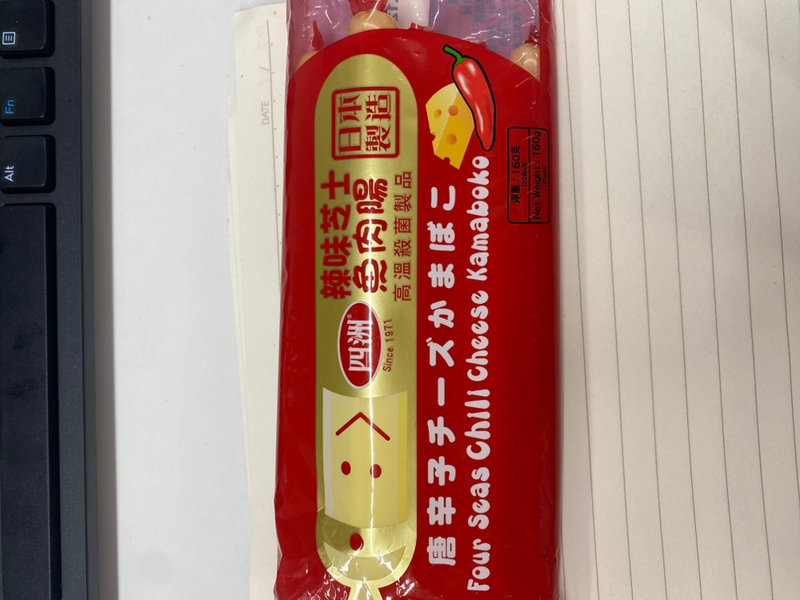 日本
製造
辣味芝士
魚肉腸
高溫殺菌製品
四洲
Since 1971
唐辛子チーズかまぼこ
Four Seas Chili Cheese Kamaboko
淨重：160克
Net Weight: 160g
DATE /
Fn
Alt